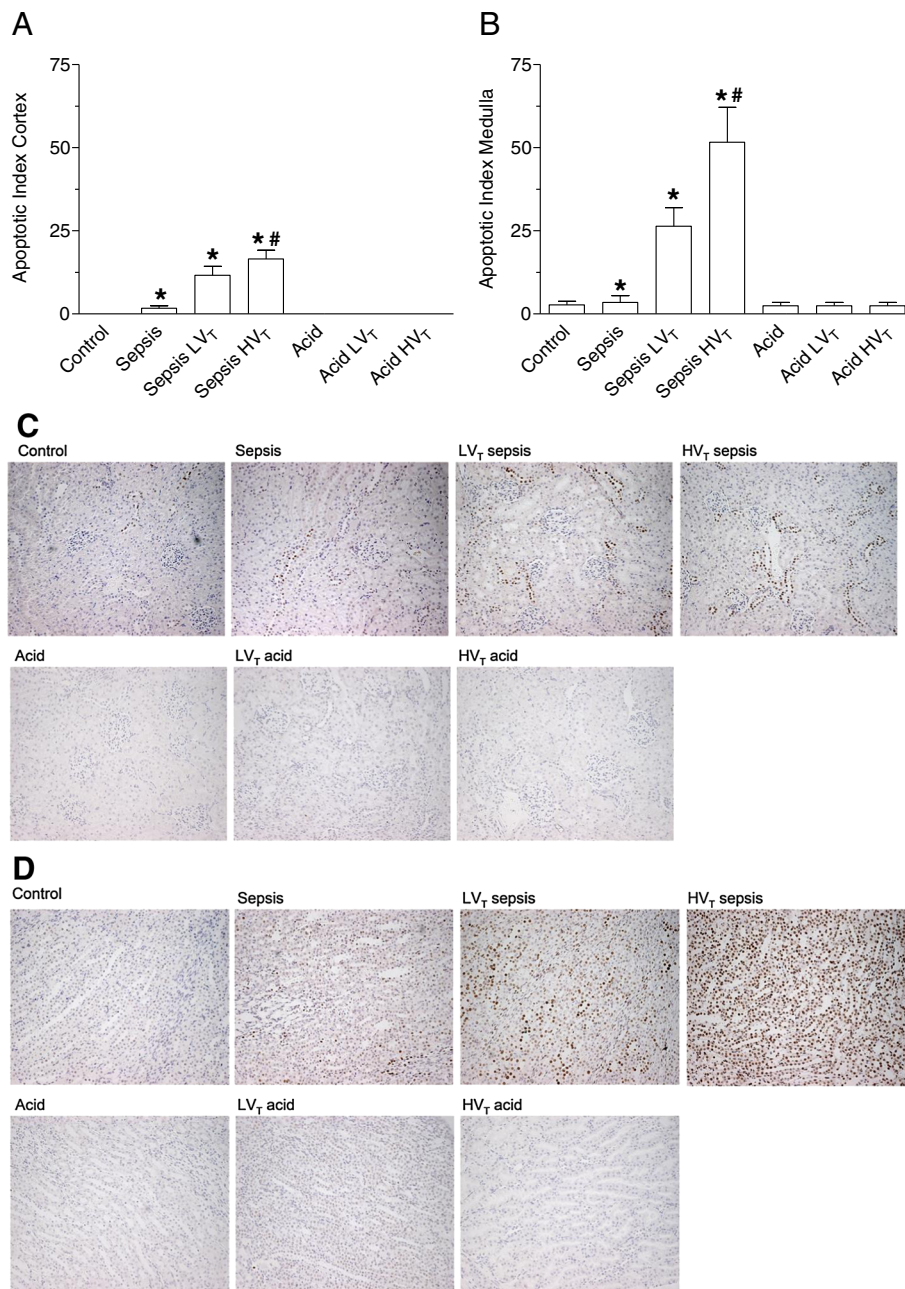 A
B
Apoptotic Index Cortex
75
50
25
0
* * * * #
Control
Sepsis
Sepsis LVT
Sepsis HVT
Acid
Acid LVT
Acid HVT
Apoptotic Index Medulla
75
50
25
0
* * * #
Control
Sepsis
Sepsis LVT
Sepsis HVT
Acid
Acid LVT
Acid HVT
C
Control
Sepsis
LVT sepsis
HVT sepsis
Acid
LVT acid
HVT acid
D
Control
Sepsis
LVT sepsis
HVT sepsis
Acid
LVT acid
HVT acid